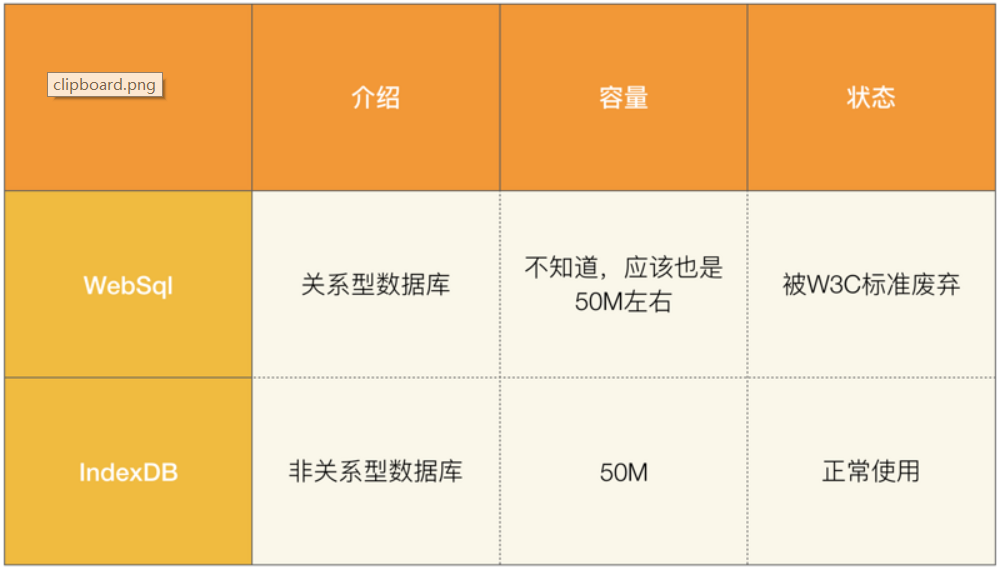 clipboard.png
介绍
容量
状态
WebSql
关系型数据库
不知道，应该也是
50M左右
被W3C标准废弃
IndexDB
非关系型数据库
50M
正常使用